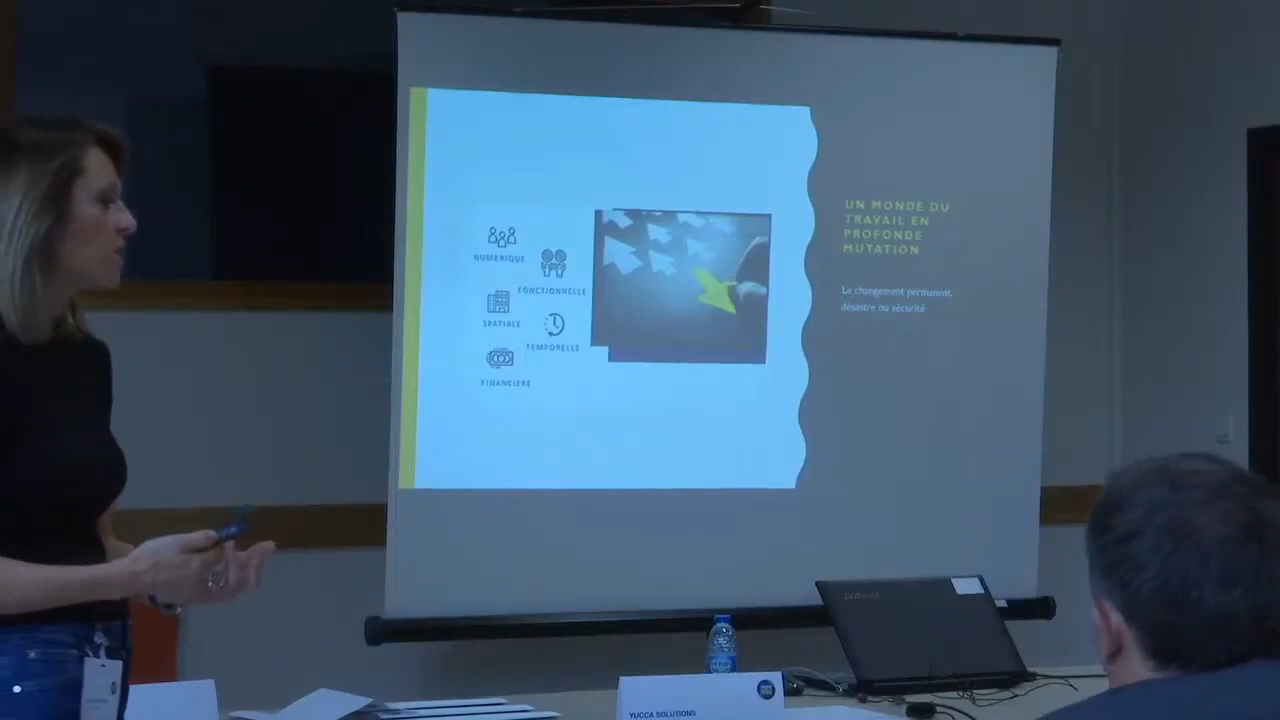 UN MONDE DU
TRAVAIL EN
PROFONDE
MUTATION
Le changement permanent,
désastre ou sécurité
NUMERIQUE
FONCTIONNELLE
SPATIALE
TEMPORELLE
FINANCIERE
Lenovo
YUCCA SOLUTIONS